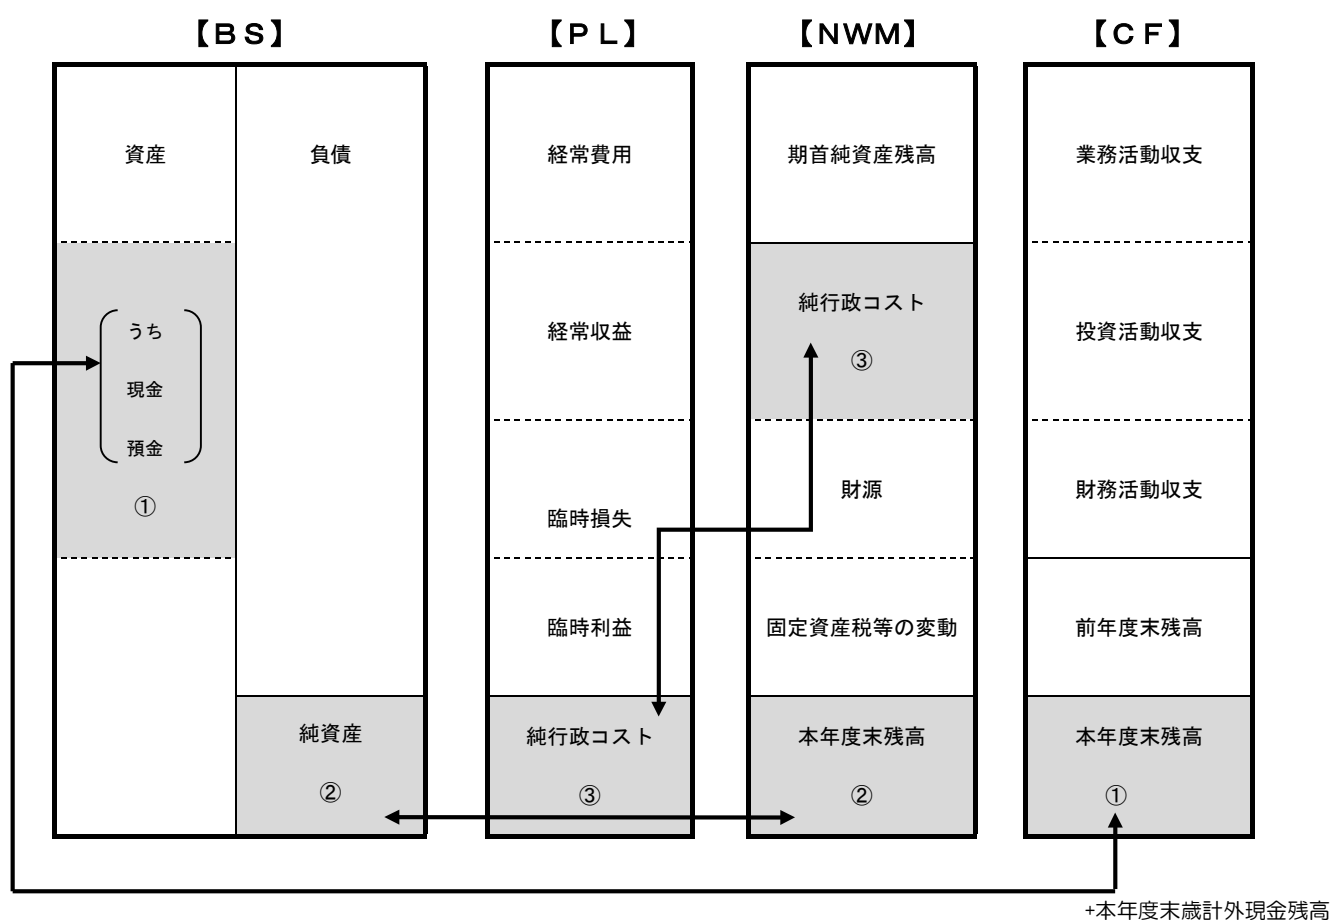 【ＢＳ】
資産
負債
うち
現金
預金
①
純資産
②
【ＰＬ】
経常費用
経常収益
臨時損失
臨時利益
純行政コスト
③
【NWM】
期首純資産残高
純行政コスト
③
財源
固定資産税等の変動
本年度末残高
②
【ＣＦ】
業務活動収支
投資活動収支
財務活動収支
前年度末残高
本年度末残高
①
+本年度末歳計外現金残高